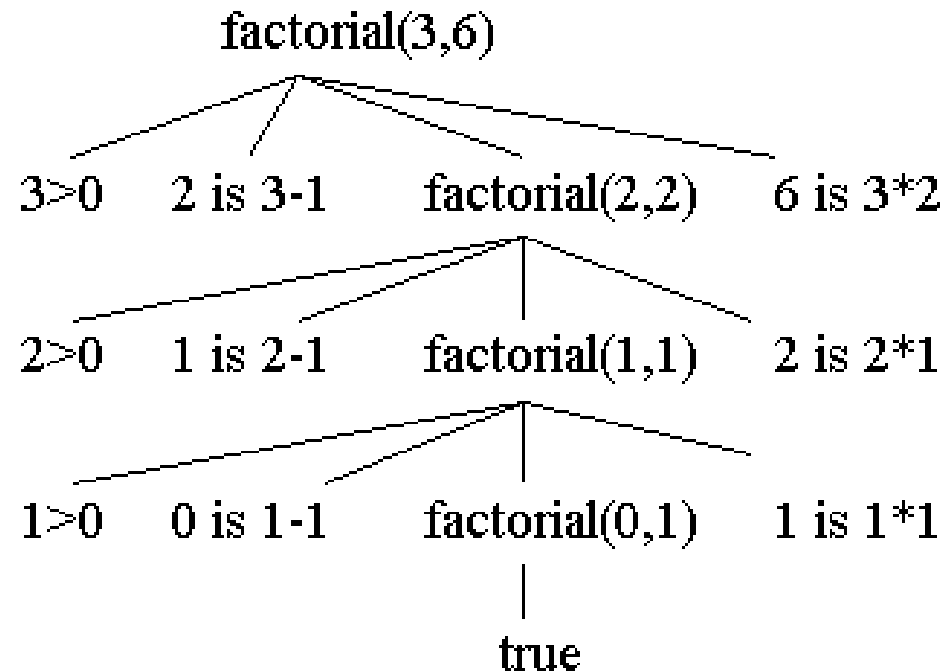 factorial(3,6)
3>0 2 is 3-1 factorial(2,2) 6 is 3*2
2>0 1 is 2-1 factorial(1,1) 2 is 2*1
1>0 0 is 1-1 factorial(0,1) 1 is 1*1
true